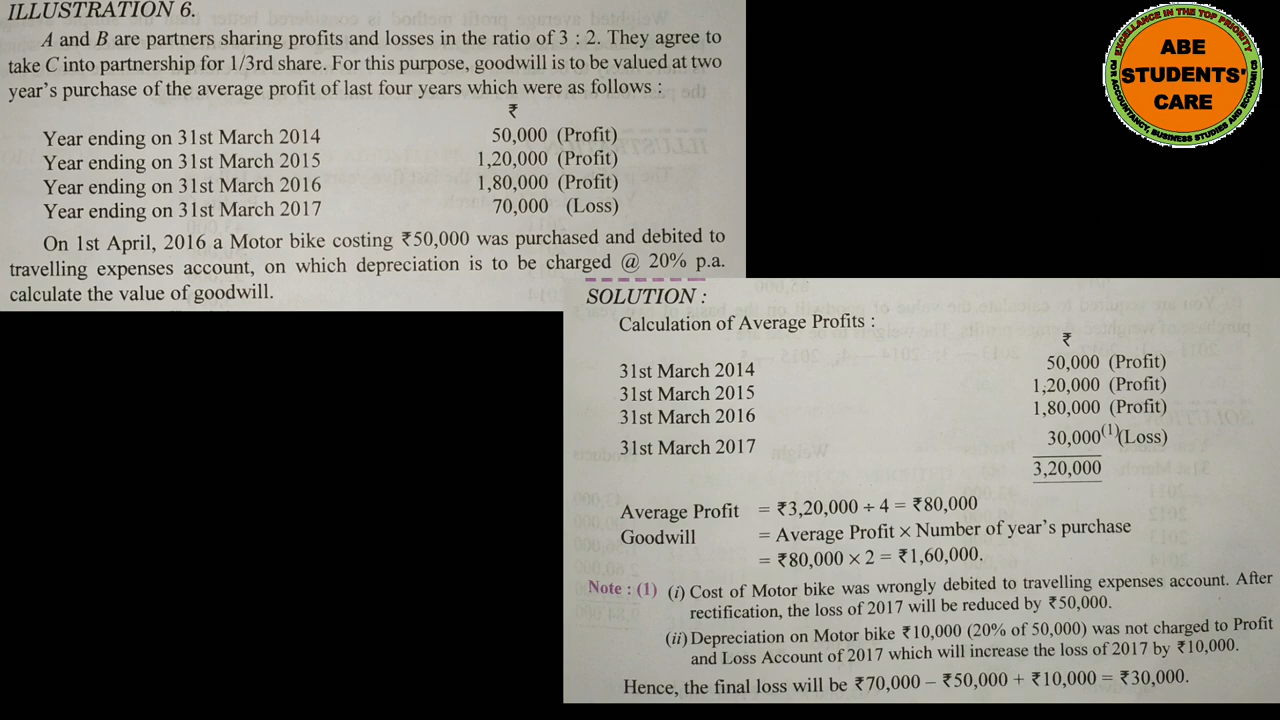 ILLUSTRATION 6.
A and B are partners sharing profits and losses in the ratio of 3 : 2. They agree to
take C into partnership for 1/3rd share. For this purpose, goodwill is to be valued at two
year's purchase of the average profit of last four years which were as follows :
₹
Year ending on 31st March 2014 50,000 (Profit)
Year ending on 31st March 2015 1,20,000 (Profit)
Year ending on 31st March 2016 1,80,000 (Profit)
Year ending on 31st March 2017 70,000 (Loss)
On 1st April, 2016 a Motor bike costing ₹50,000 was purchased and debited to
travelling expenses account, on which depreciation is to be charged @ 20% p.a.
calculate the value of goodwill.
EXCELLANCE IN THE TOP PRIORITY
ABE
STUDENTS'
CARE
FOR ACCOUNTANCY, BUSINESS STUDIES AND ECONOMICS
SOLUTION :
Calculation of Average Profits :
₹
31st March 2014 50,000 (Profit)
31st March 2015 1,20,000 (Profit)
31st March 2016 1,80,000 (Profit)
31st March 2017 30,000(1)(Loss)
3,20,000
Average Profit = ₹3,20,000 ÷ 4 = ₹80,000
Goodwill = Average Profit × Number of year's purchase
= ₹80,000 × 2 = ₹1,60,000.
Note : (1) (i) Cost of Motor bike was wrongly debited to travelling expenses account. After
rectification, the loss of 2017 will be reduced by ₹50,000.
(ii) Depreciation on Motor bike ₹10,000 (20% of 50,000) was not charged to Profit
and Loss Account of 2017 which will increase the loss of 2017 by ₹10,000.
Hence, the final loss will be ₹70,000 – ₹50,000 + ₹10,000 = ₹30,000.